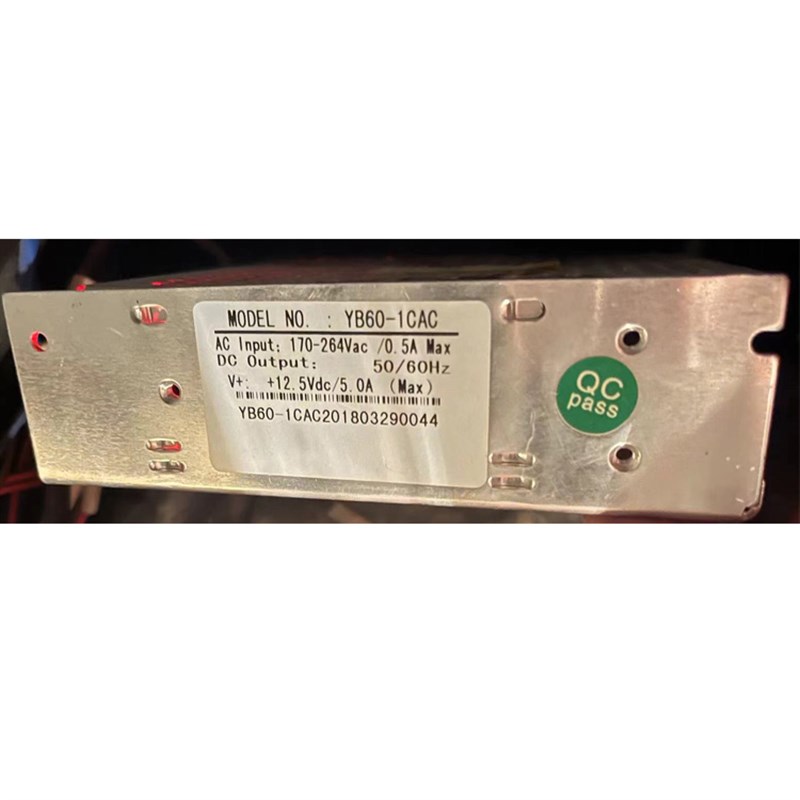 MODEL NO. : YB60-1CAC
AC Input: 170-264Vac /0.5A Max
DC Output: 50/60Hz
V+: +12.5Vdc/5.0A (Max)
YB60-1CAC201803290044
QC
pass